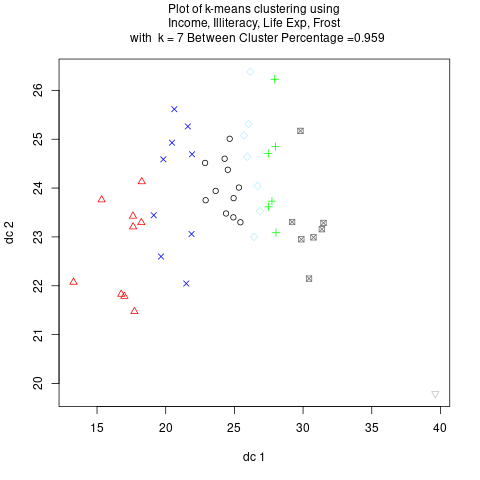 Plot of k-means clustering using
Income, Illiteracy, Life Exp, Frost
with k = 7 Between Cluster Percentage =0.959
dc 2
26
25
24
23
22
21
20
15 20 25 30 35 40
dc 1